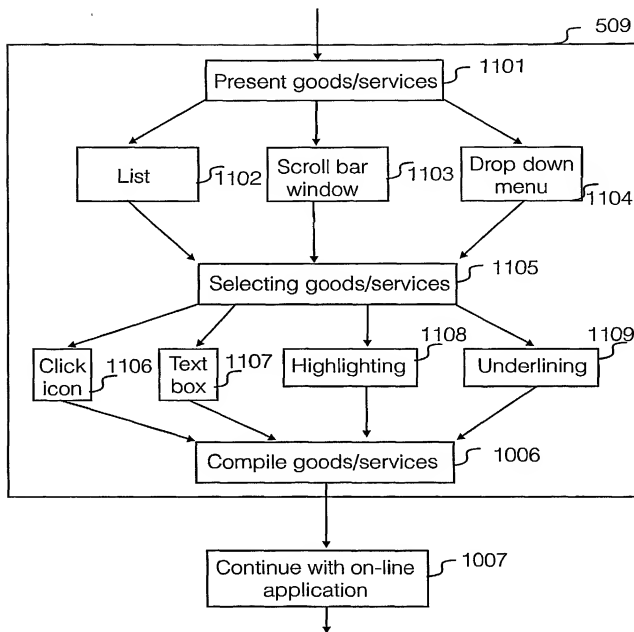 509
Present goods/services
1101
List
1102
Scroll bar
window
1103
Drop down
menu
1104
Selecting goods/services
1105
Click
icon
1106
Text
box
1107
Highlighting
1108
Underlining
1109
Compile goods/services
1006
Continue with on-line
application
1007